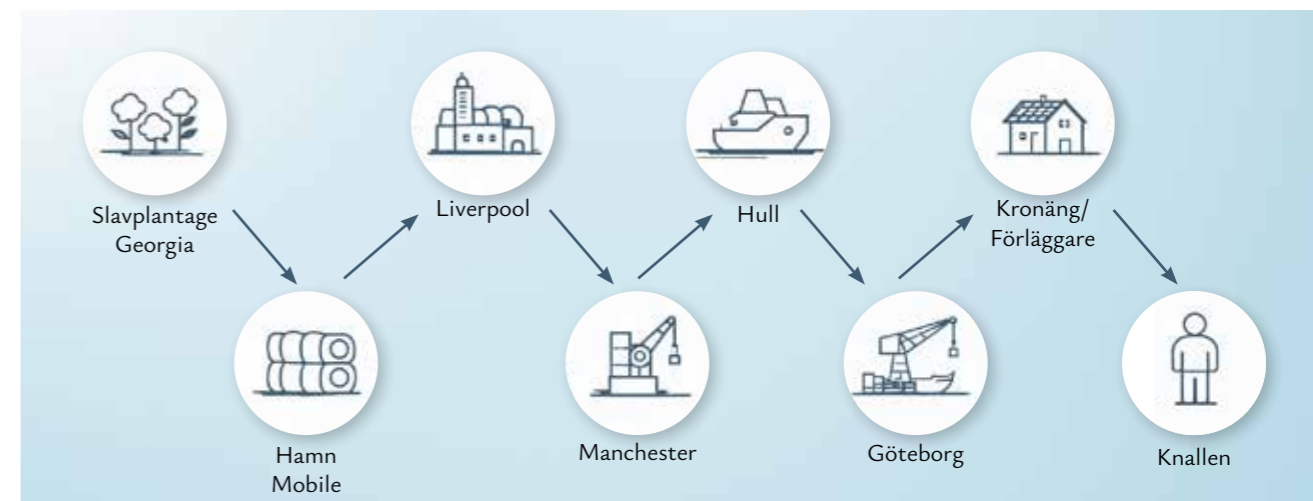 Slavplantage
Georgia
Hamn
Mobile
Liverpool
Manchester
Hull
Göteborg
Kronäng/
Förläggare
Knallen